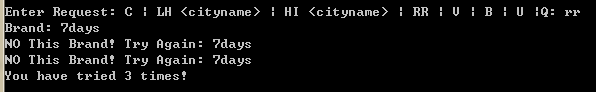 Enter Request: C ¦ LH <cityname> ¦ HI <cityname> ¦ RR ¦ V ¦ B ¦ U ¦Q: rr
Brand: 7days
NO This Brand! Try Again: 7days
NO This Brand! Try Again: 7days
You have tried 3 times!